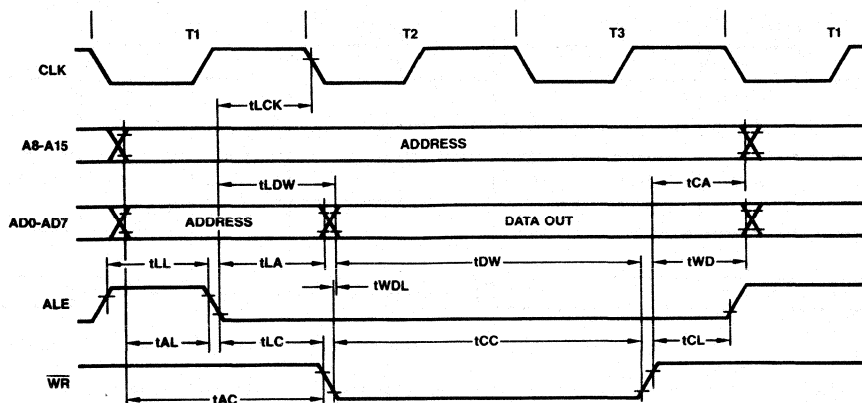 T1 T2 T3 T1
CLK
tLCK
A8-A15 ADDRESS
tLDW tCA
AD0-AD7 ADDRESS DATA OUT
tLL tLA tDW tWD
tWDL
ALE
tAL tLC tCC tCL
WR
tAC